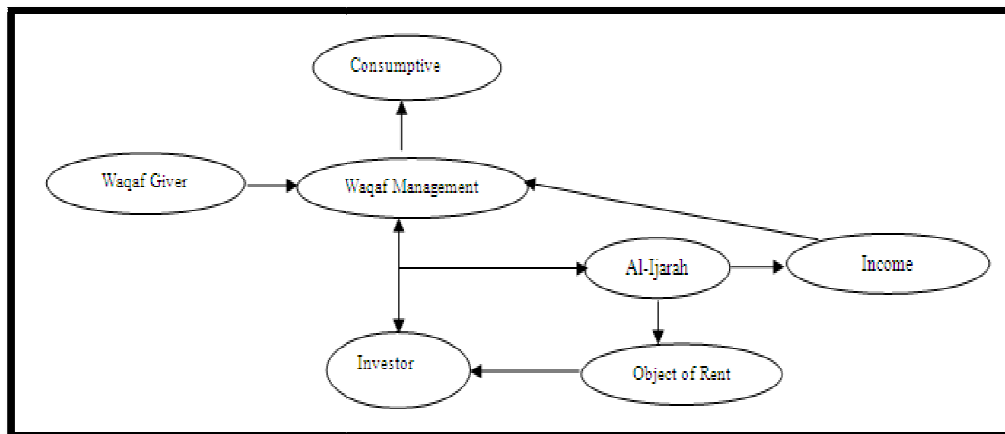 Consumptive
Waqaf Giver
Waqaf Management
Al-Ijarah
Income
Investor
Object of Rent